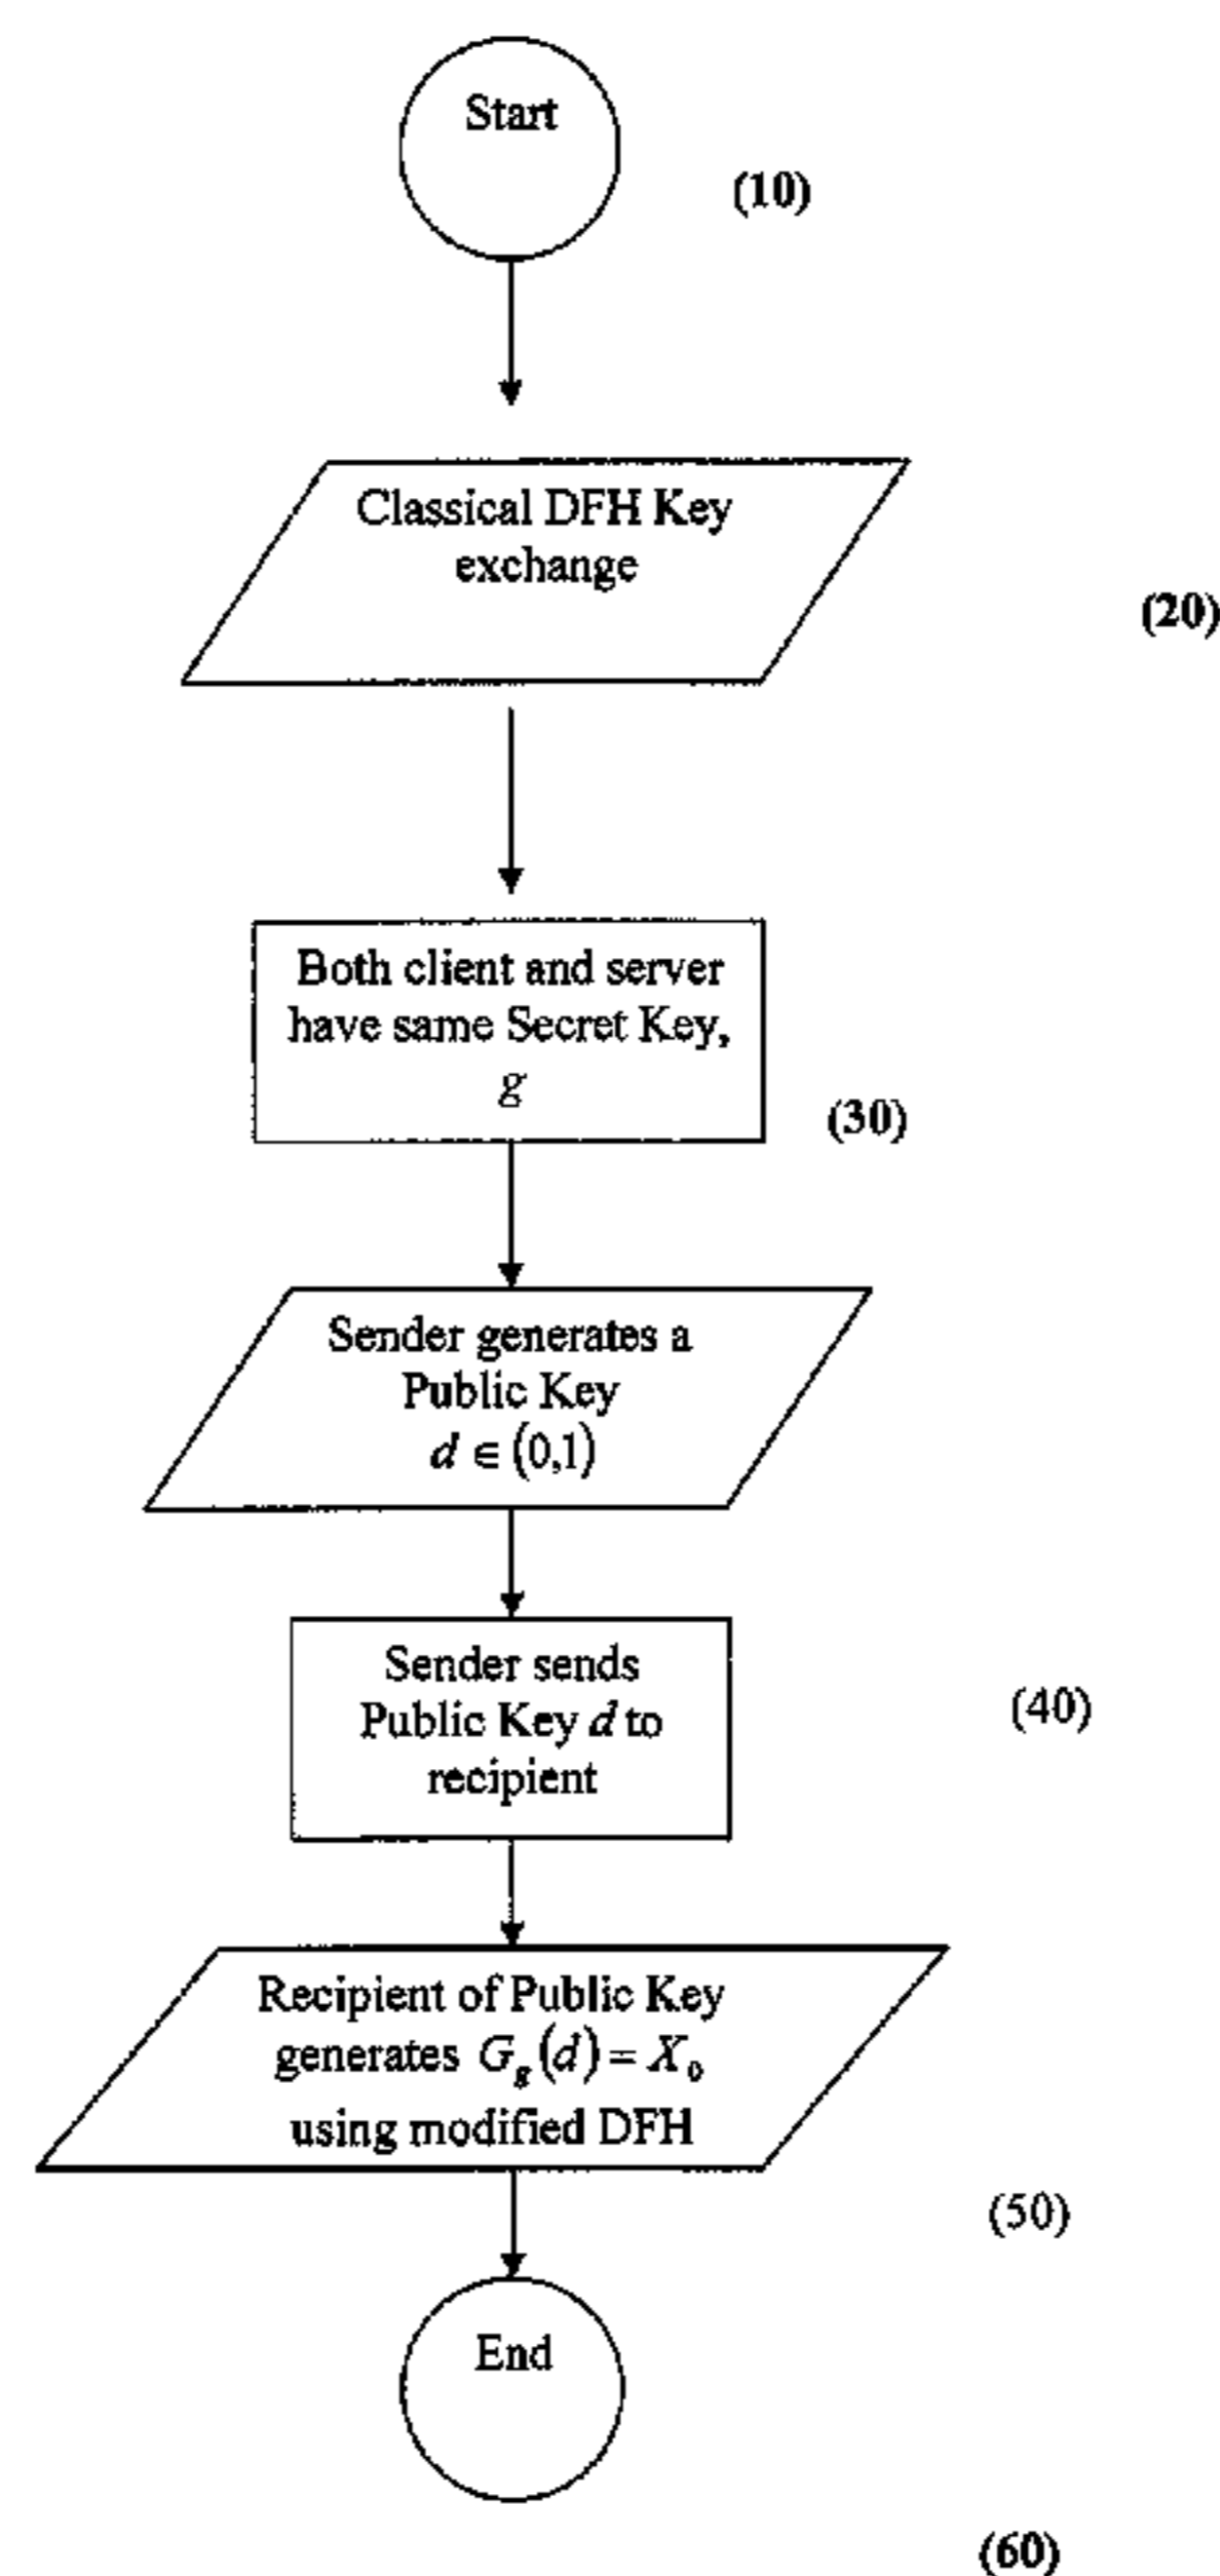 Start
(10)
Classical DFH Key
exchange
(20)
Both client and server
have same Secret Key,
g
(30)
Sender generates a
Public Key
d ∈ (0,1)
Sender sends
Public Key d to
recipient
(40)
Recipient of Public Key
generates G_g(d) = X_0
using modified DFH
(50)
End
(60)